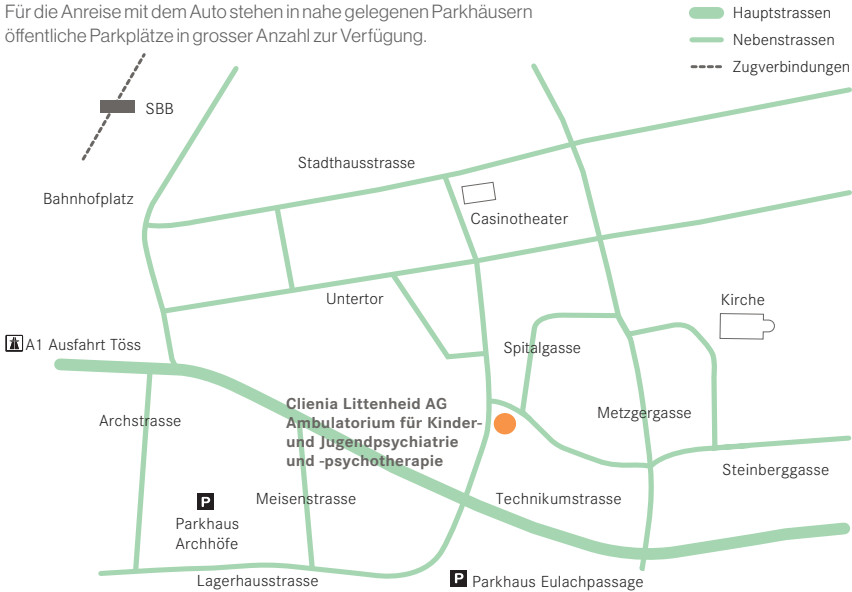 Für die Anreise mit dem Auto stehen in nahe gelegenen Parkhäusern
öffentliche Parkplätze in grosser Anzahl zur Verfügung.
Hauptstrassen
Nebenstrassen
Zugverbindungen
SBB
Stadthausstrasse
Bahnhofplatz
Casinotheater
Untertor
Kirche
A1 Ausfahrt Töss
Spitalgasse
Clienia Littenheid AG
Ambulatorium für Kinder-
und Jugendpsychiatrie
und -psychotherapie
Archstrasse
Metzgergasse
Steinberggasse
Meisenstrasse
Technikumstrasse
P
Parkhaus
Archhöfe
Lagerhausstrasse
P Parkhaus Eulachpassage